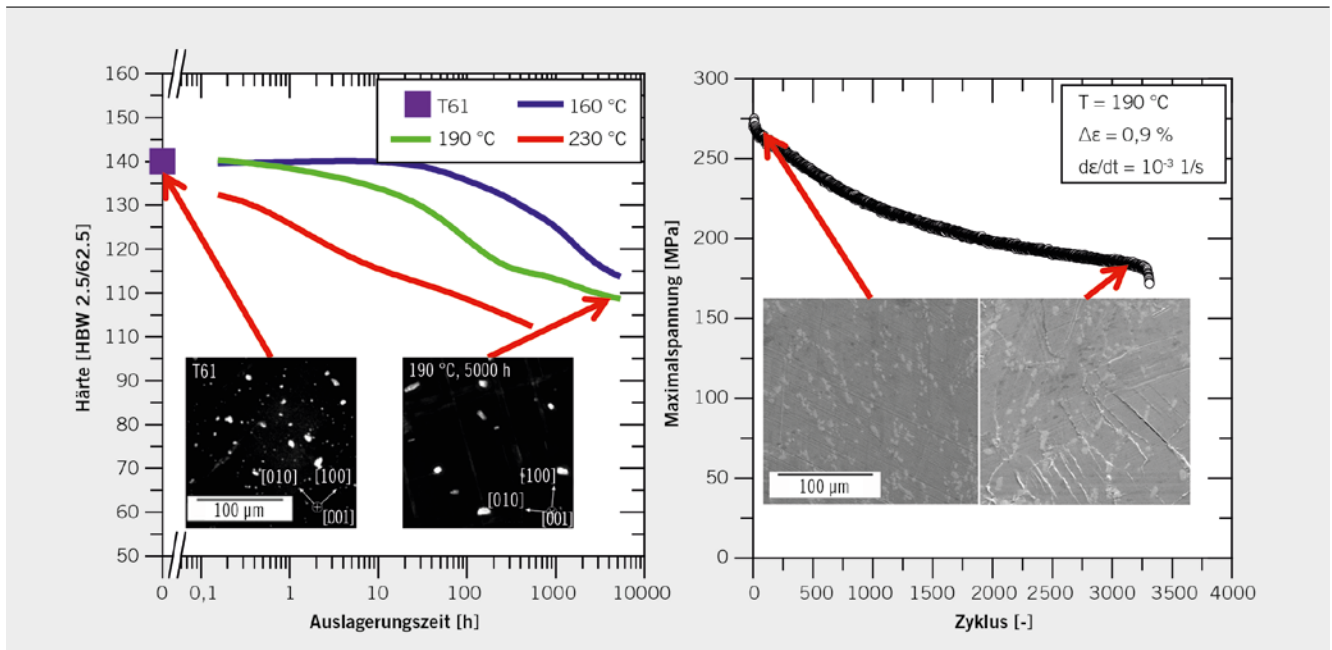 160
150
140
130
120
110
100
90
80
70
60
50
Härte [HBW 2.5/62.5]
T61
160 °C
190 °C
230 °C
T61
[010]
[100]
[001]
100 µm
190 °C, 5000 h
[100]
[010]
[001]
0
0,1
1
10
100
1000
10000
Auslagerungszeit [h]
300
250
200
150
100
50
0
Maximalspannung [MPa]
T = 190 °C
Δε = 0,9 %
dε/dt = 10⁻³ 1/s
100 µm
0
500
1000
1500
2000
2500
3000
3500
4000
Zyklus [-]